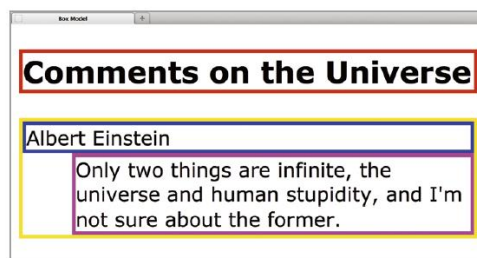 Box Model
Comments on the Universe
Albert Einstein
Only two things are infinite, the
universe and human stupidity, and I'm
not sure about the former.